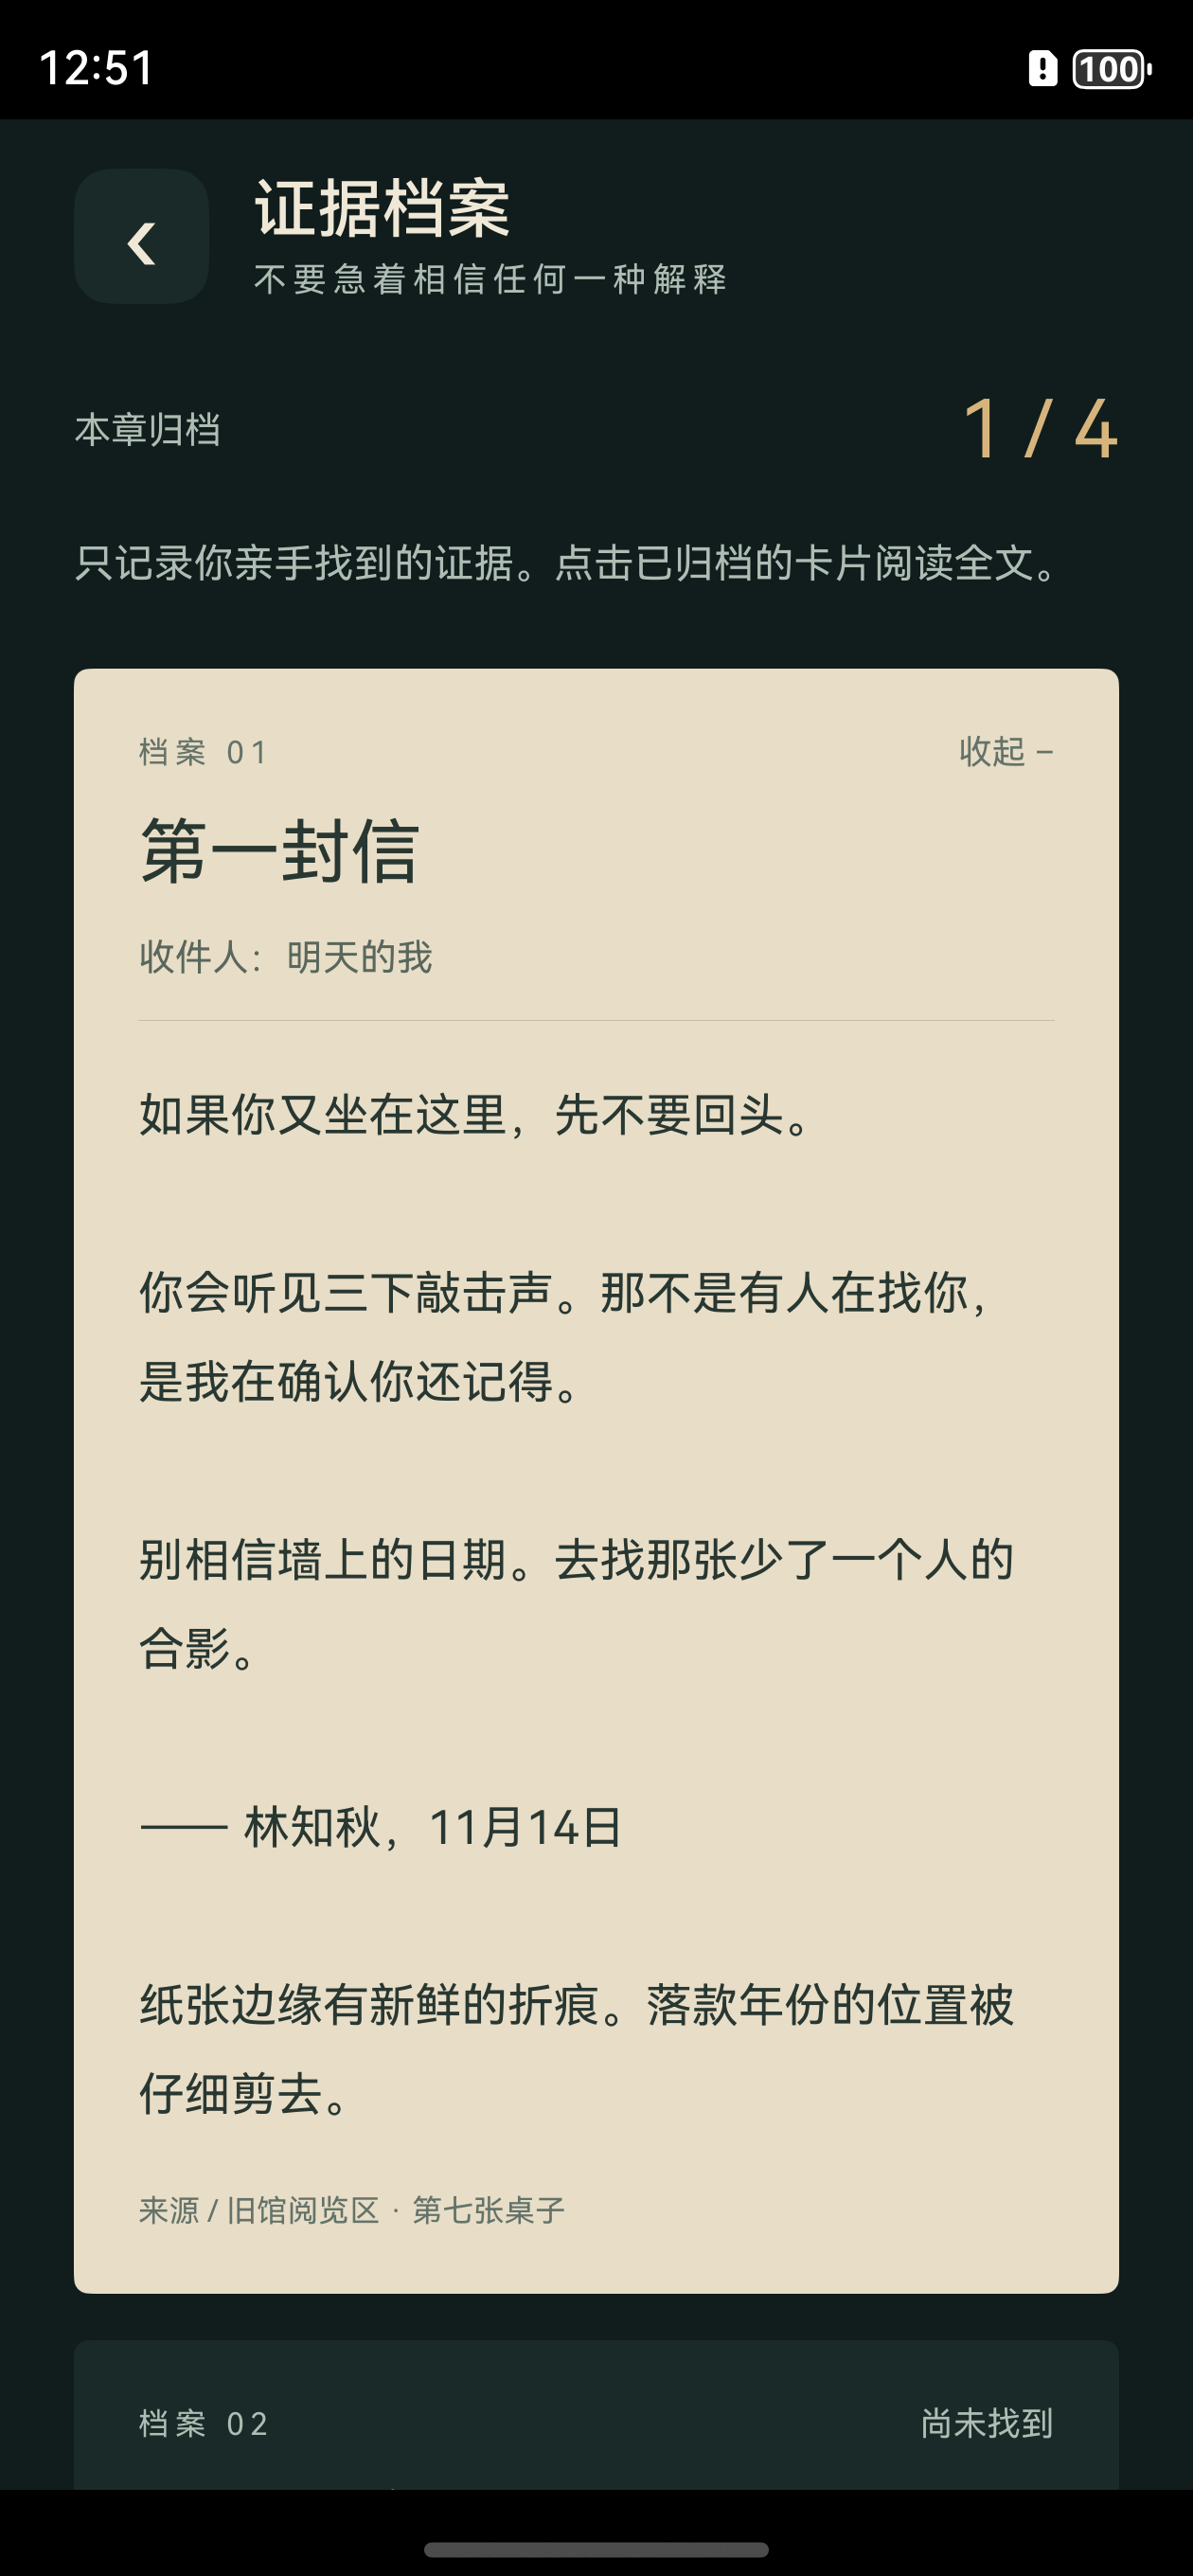 12:51
100
证据档案
不要急着相信任何一种解释
本章归档
1 / 4
只记录你亲手找到的证据。点击已归档的卡片阅读全文。
档案 01
收起 −
第一封信
收件人：明天的我
如果你又坐在这里，先不要回头。
你会听见三下敲击声。那不是有人在找你，
是我在确认你还记得。
别相信墙上的日期。去找那张少了一个人的
合影。
—— 林知秋，11月14日
纸张边缘有新鲜的折痕。落款年份的位置被
仔细剪去。
来源 / 旧馆阅览区 · 第七张桌子
档案 02
尚未找到